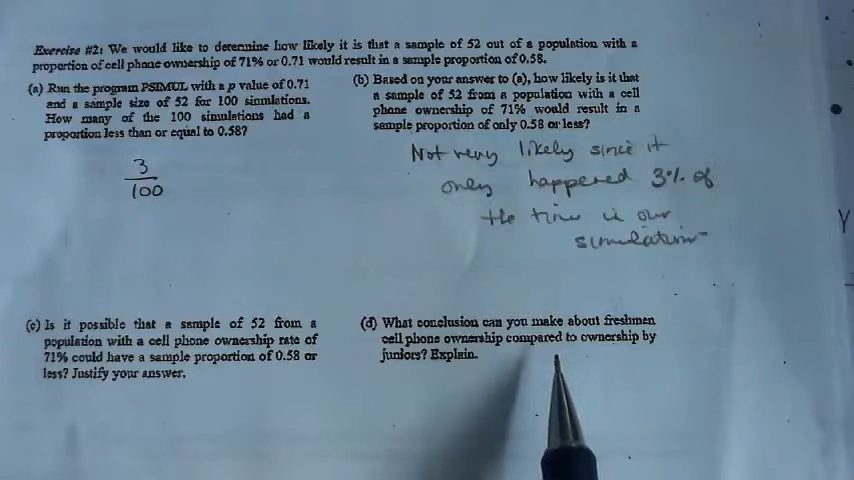 Exercise #2: We would like to determine how likely it is that a sample of 52 out of a population with a
proportion of cell phone ownership of 71% or 0.71 would result in a sample proportion of 0.58.
(a) Run the program PSIMUL with a p value of 0.71
and a sample size of 52 for 100 simulations.
How many of the 100 simulations had a
proportion less than or equal to 0.58?
3
100
(b) Based on your answer to (a), how likely is it that
a sample of 52 from a population with a cell
phone ownership of 71% would result in a
sample proportion of only 0.58 or less?
Not very likely since it
only happened 3% of
the time in our
simulation
(c) Is it possible that a sample of 52 from a
population with a cell phone ownership rate of
71% could have a sample proportion of 0.58 or
less? Justify your answer.
(d) What conclusion can you make about freshmen
cell phone ownership compared to ownership by
juniors? Explain.
Y